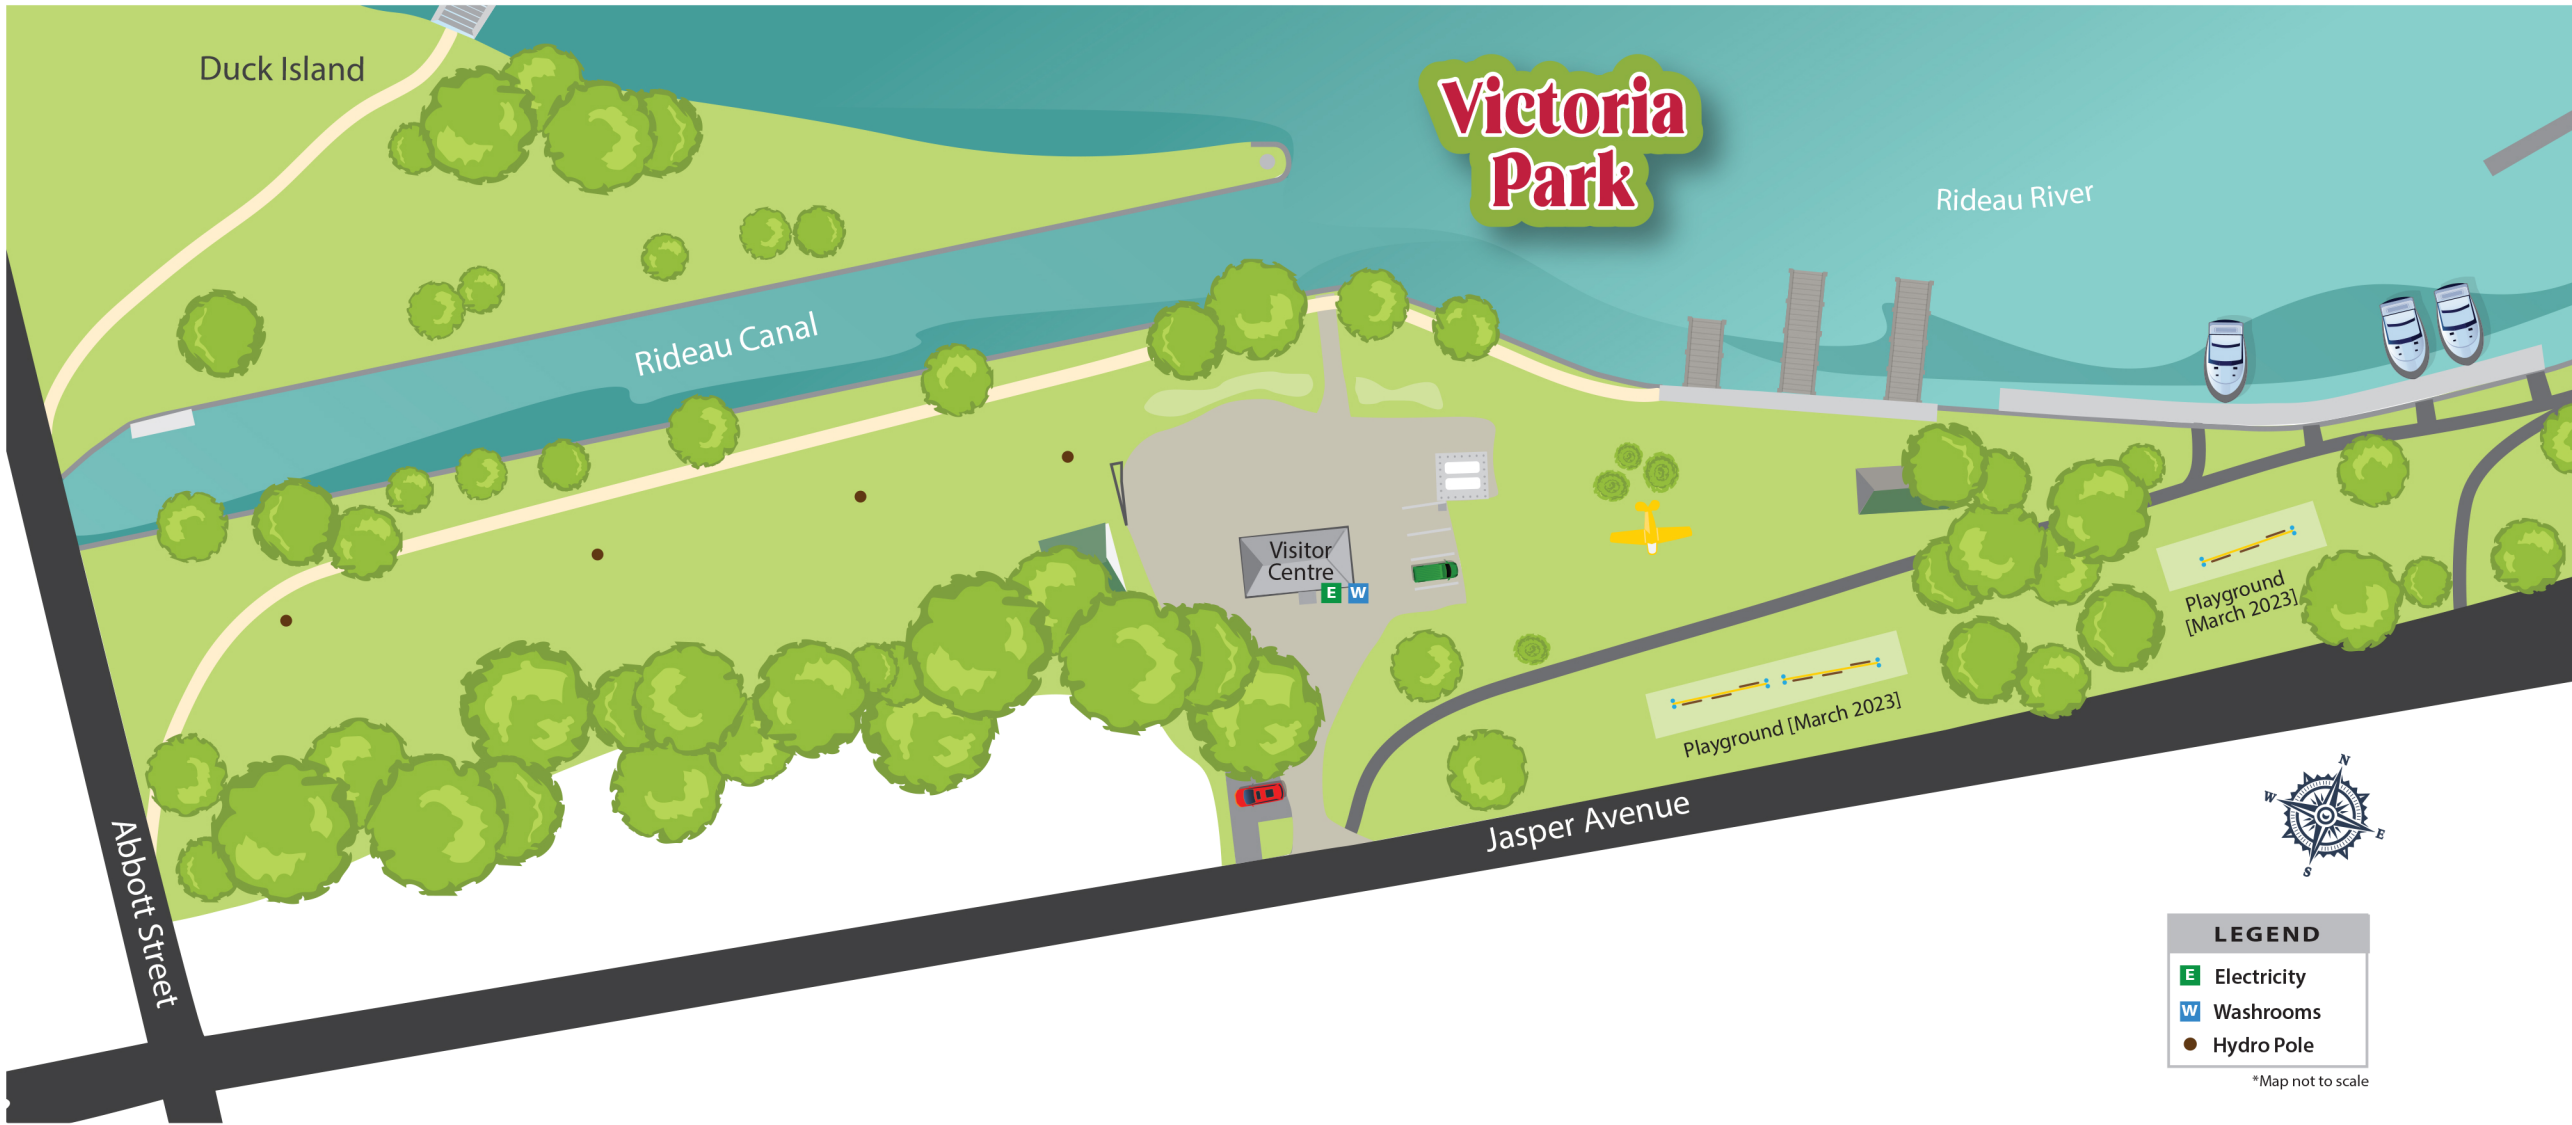 Duck Island
Victoria
Park
Rideau River
Rideau Canal
Visitor
Centre
E W
Playground
[March 2023]
Playground [March 2023]
Jasper Avenue
Abbott Street
N
W
E
S
LEGEND
E Electricity
W Washrooms
Hydro Pole
*Map not to scale